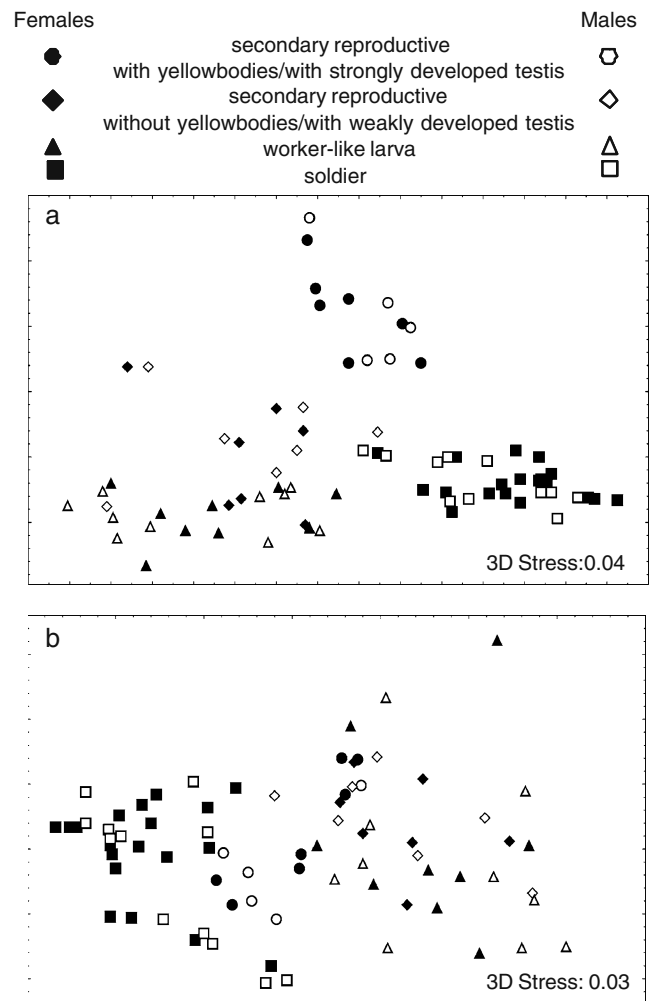 Females Males
secondary reproductive
with yellowbodies/with strongly developed testis
secondary reproductive
without yellowbodies/with weakly developed testis
worker-like larva
soldier
a
3D Stress:0.04
b
3D Stress: 0.03